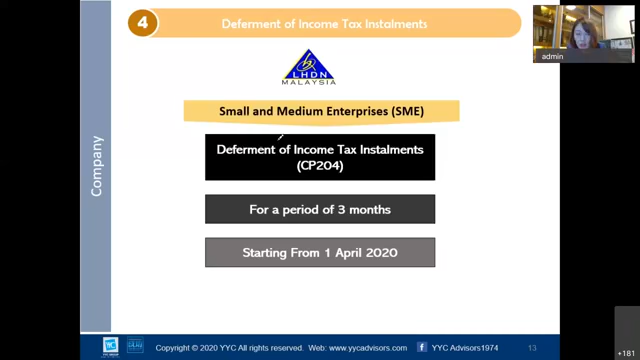 4
Deferment of Income Tax Instalments
admin
LHDN
MALAYSIA
Small and Medium Enterprises (SME)
Company
Deferment of Income Tax Instalments
(CP204)
For a period of 3 months
Starting From 1 April 2020
Copyright © 2020 YYC All rights reserved. Web: www.yycadvisors.com
YYC Advisors1974
13
+181